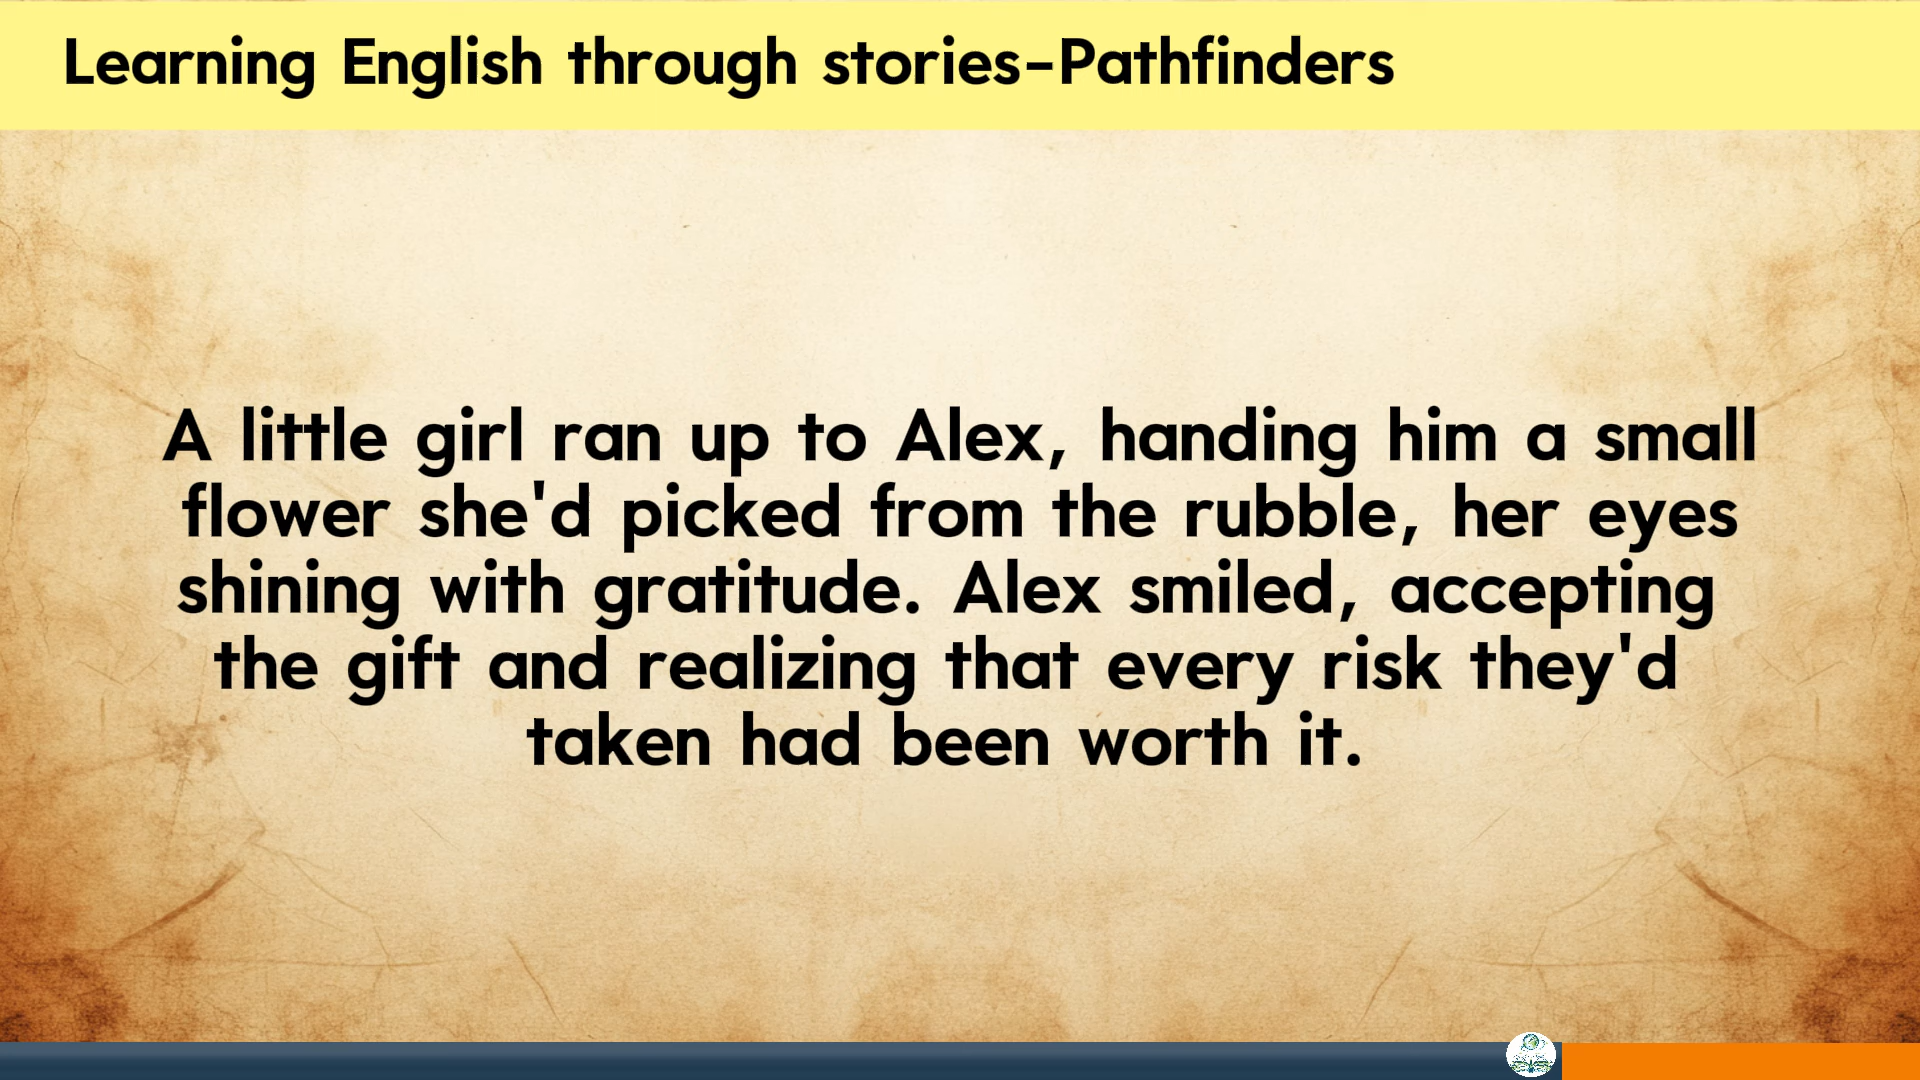 Learning English through stories-Pathfinders
A little girl ran up to Alex, handing him a small
flower she'd picked from the rubble, her eyes
shining with gratitude. Alex smiled, accepting
the gift and realizing that every risk they'd
taken had been worth it.